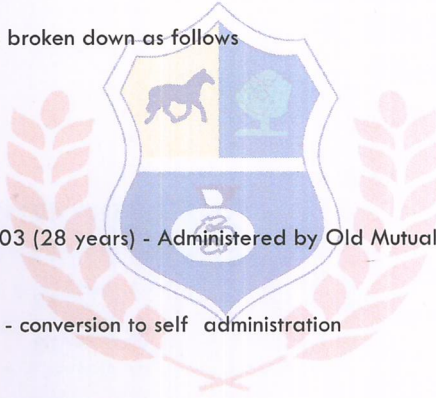 broken down as follows
03 (28 years) - Administered by Old Mutual
- conversion to self administration